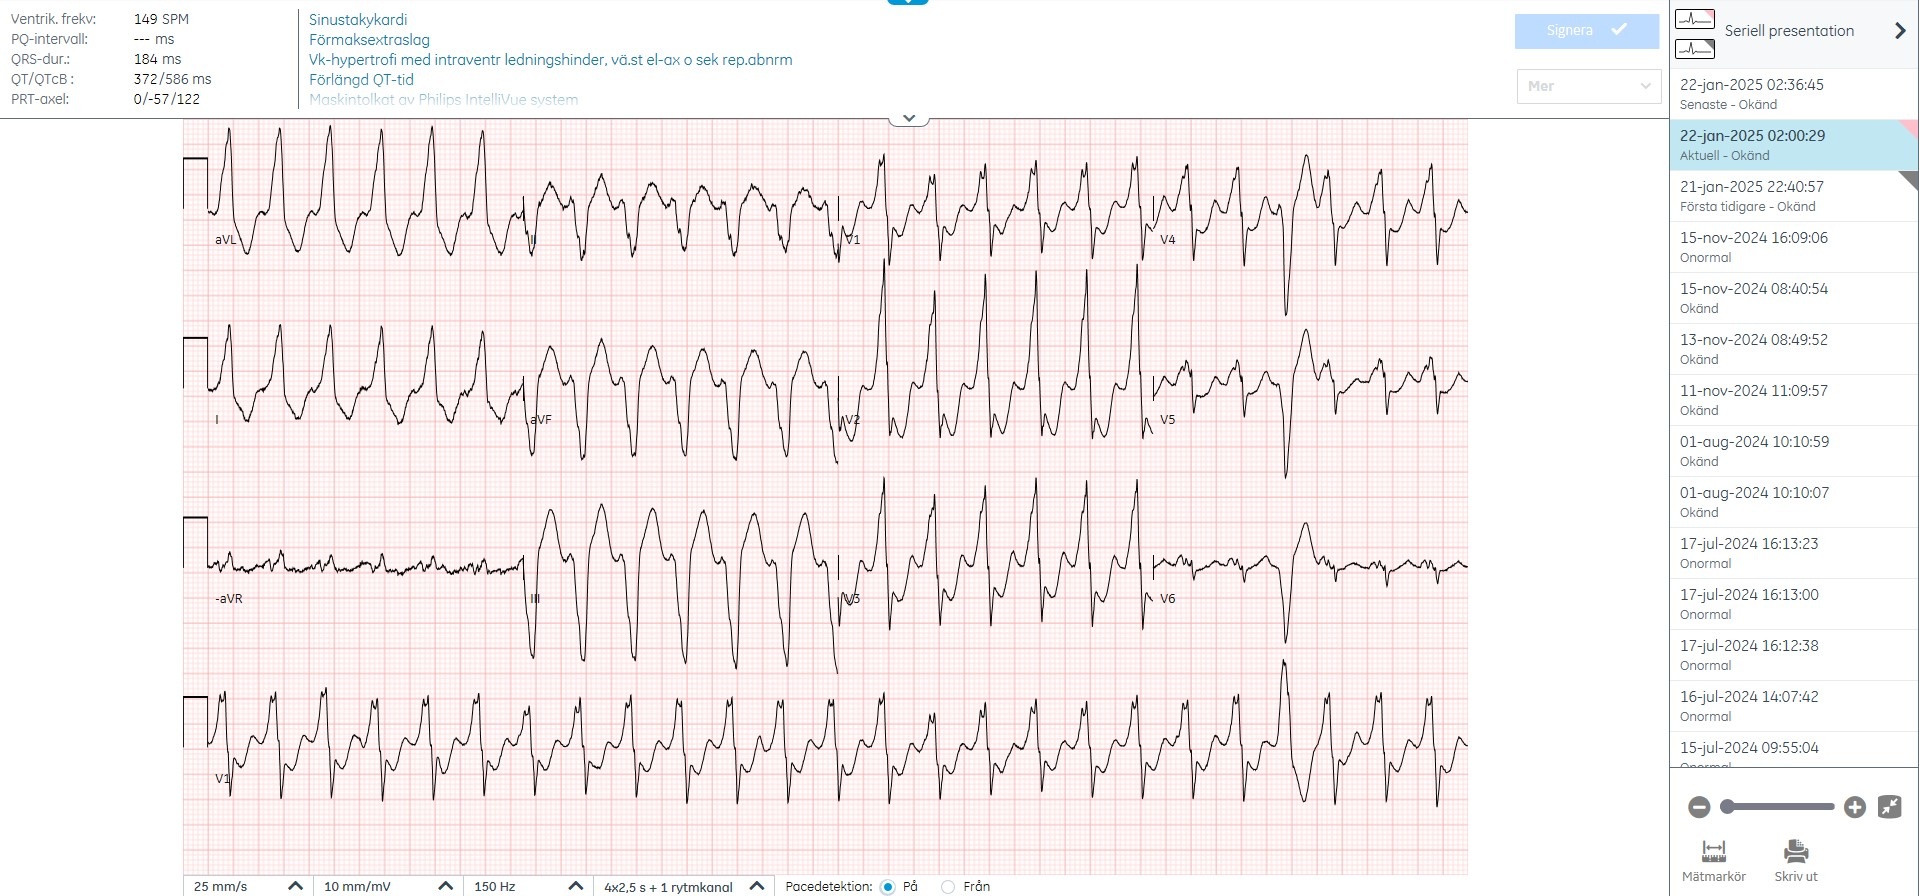 Ventrik. frekv: 149 SPM
PQ-intervall: --- ms
QRS-dur.: 184 ms
QT/QTcB : 372/586 ms
PRT-axel: 0/-57/122
Sinustakykardi
Förmaksextraslag
Vk-hypertrofi med intraventr ledningshinder, vä.st el-ax o sek rep.abnrm
Förlängd QT-tid
Maskintolkat av Philips IntelliVue system
Signera
Mer
Seriell presentation
22-jan-2025 02:36:45
Senaste - Okänd
22-jan-2025 02:00:29
Aktuell - Okänd
21-jan-2025 22:40:57
Första tidigare - Okänd
15-nov-2024 16:09:06
Onormal
15-nov-2024 08:40:54
Okänd
13-nov-2024 08:49:52
Okänd
11-nov-2024 11:09:57
Okänd
01-aug-2024 10:10:59
Okänd
01-aug-2024 10:10:07
Okänd
17-jul-2024 16:13:23
Onormal
17-jul-2024 16:13:00
Onormal
17-jul-2024 16:12:38
Onormal
16-jul-2024 14:07:42
Onormal
15-jul-2024 09:55:04
Onormal
aVL II V1 V4
I aVF V2 V5
-aVR III V3 V6
V1
Mätmarkör Skriv ut
25 mm/s 10 mm/mV 150 Hz 4x2,5 s + 1 rytmkanal Pacedetektion: På Från